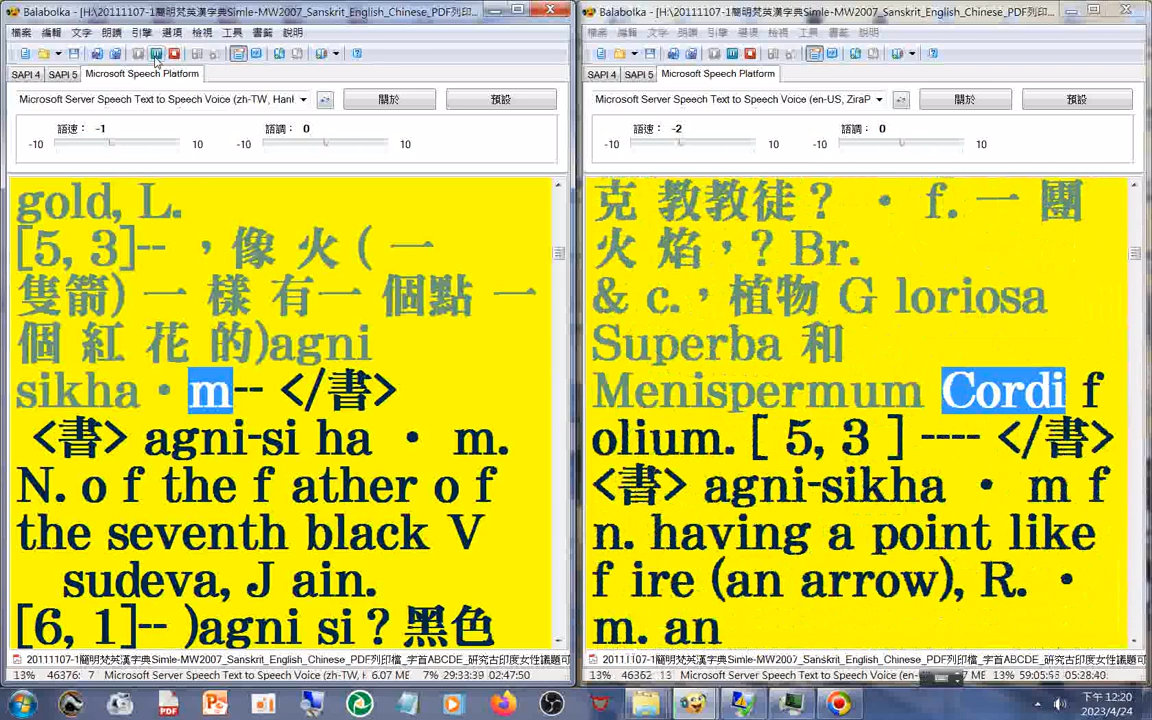 Balabolka - [H:\20111107-1簡明梵英漢字典Simle-MW2007_Sanskrit_English_Chinese_PDF列印...
檔案 編輯 文字 朗讀 引擎 選項 檢視 工具 書籤 說明
SAPI 4 SAPI 5 Microsoft Speech Platform
Microsoft Server Speech Text to Speech Voice (zh-TW, Hanl
關於 預設
語速： -1 語調： 0
-10 10 -10 10
gold, L.
[5, 3]-- ，像 火 ( 一
隻箭) 一 樣 有一 個點 一
個 紅 花 的)agni
sikha • m-- </書>
<書> agni-si ha • m.
N. o f the f ather o f
the seventh black V
sudeva, J ain.
[6, 1]-- )agni si ? 黑色
20111107-1簡明梵英漢字典Simle-MW2007_Sanskrit_English_Chinese_PDF列印檔_字首ABCDE_研究古印度女性議題可
13% 46376: 7 Microsoft Server Speech Text to Speech Voice (zh-TW, H 6.07 MB 7% 29:33:39 02:47:50
Balabolka - [H:\20111107-1簡明梵英漢字典Simle-MW2007_Sanskrit_English_Chinese_PDF列印檔...
檔案 編輯 文字 朗讀 引擎 選項 檢視 工具 書籤 說明
SAPI 4 SAPI 5 Microsoft Speech Platform
Microsoft Server Speech Text to Speech Voice (en-US, ZiraP
關於 預設
語速： -2 語調： 0
-10 10 -10 10
克 教教徒？ • f. 一 團
火 焰，? Br.
& c.，植物 G loriosa
Superba 和
Menispermum Cordi f
olium. [ 5, 3 ] ---- </書>
<書> agni-sikha • m f
n. having a point like
f ire (an arrow), R. •
m. an
20111107-1簡明梵英漢字典Simle-MW2007_Sanskrit_English_Chinese_PDF列印檔_字首ABCDE_研究古印度女性議題可
13% 46362: 13 Microsoft Server Speech Text to Speech Voice (en-US 13% 59:05:53 05:28:40
PDF
下午 12:20
2023/4/24